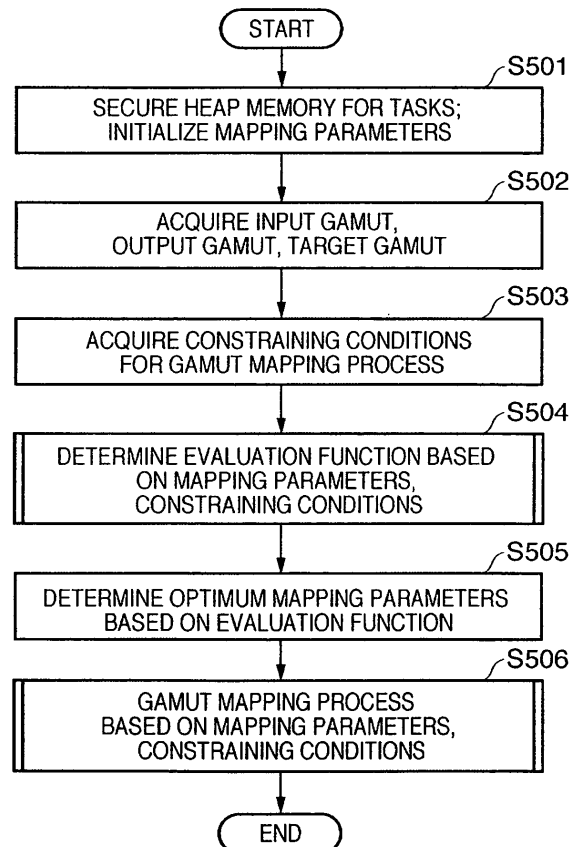 START
S501
SECURE HEAP MEMORY FOR TASKS;
INITIALIZE MAPPING PARAMETERS
S502
ACQUIRE INPUT GAMUT,
OUTPUT GAMUT, TARGET GAMUT
S503
ACQUIRE CONSTRAINING CONDITIONS
FOR GAMUT MAPPING PROCESS
S504
DETERMINE EVALUATION FUNCTION BASED
ON MAPPING PARAMETERS,
CONSTRAINING CONDITIONS
S505
DETERMINE OPTIMUM MAPPING PARAMETERS
BASED ON EVALUATION FUNCTION
S506
GAMUT MAPPING PROCESS
BASED ON MAPPING PARAMETERS,
CONSTRAINING CONDITIONS
END